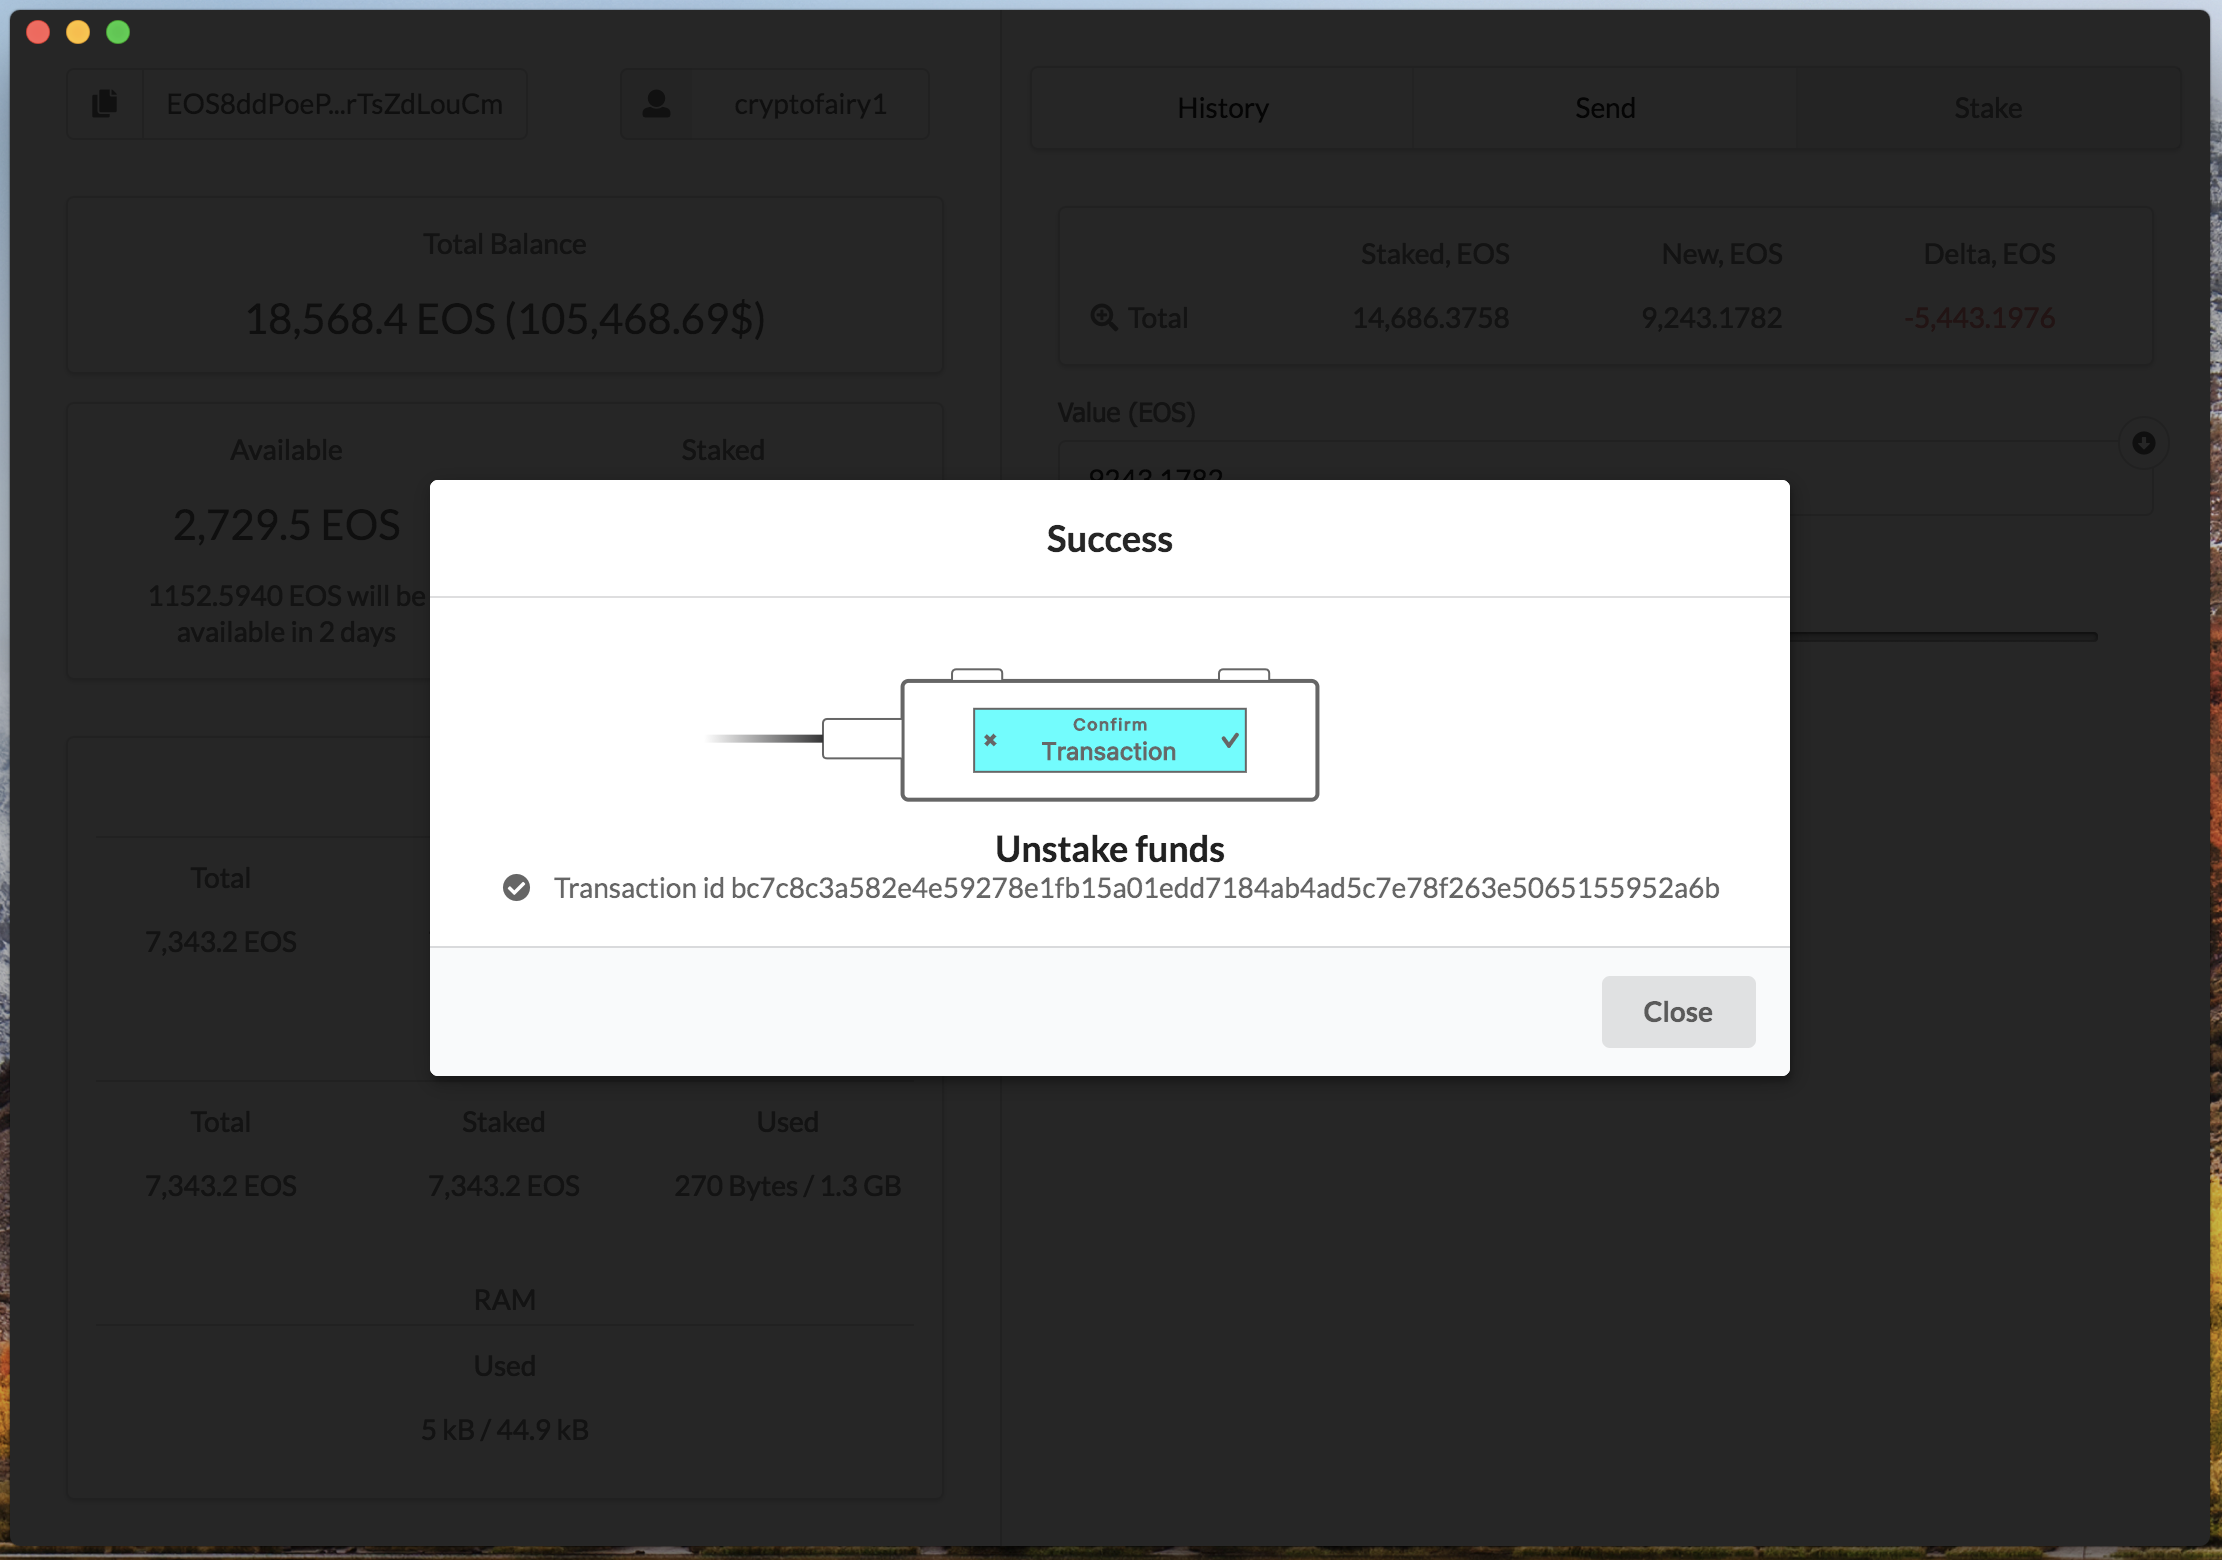 EOS8ddPoeP...rTsZdLouCm
cryptofairy1
History
Send
Stake
Total Balance
18,568.4 EOS (105,468.69$)
Staked, EOS
New, EOS
Delta, EOS
Total
14,686.3758
9,243.1782
-5,443.1976
Value (EOS)
9243.1782
Available
Staked
2,729.5 EOS
1152.5940 EOS will be
available in 2 days
Success
Confirm
Transaction
Unstake funds
Transaction id bc7c8c3a582e4e59278e1fb15a01edd7184ab4ad5c7e78f263e5065155952a6b
Close
Total
7,343.2 EOS
Total
Staked
Used
7,343.2 EOS
7,343.2 EOS
270 Bytes / 1.3 GB
RAM
Used
5 kB / 44.9 kB